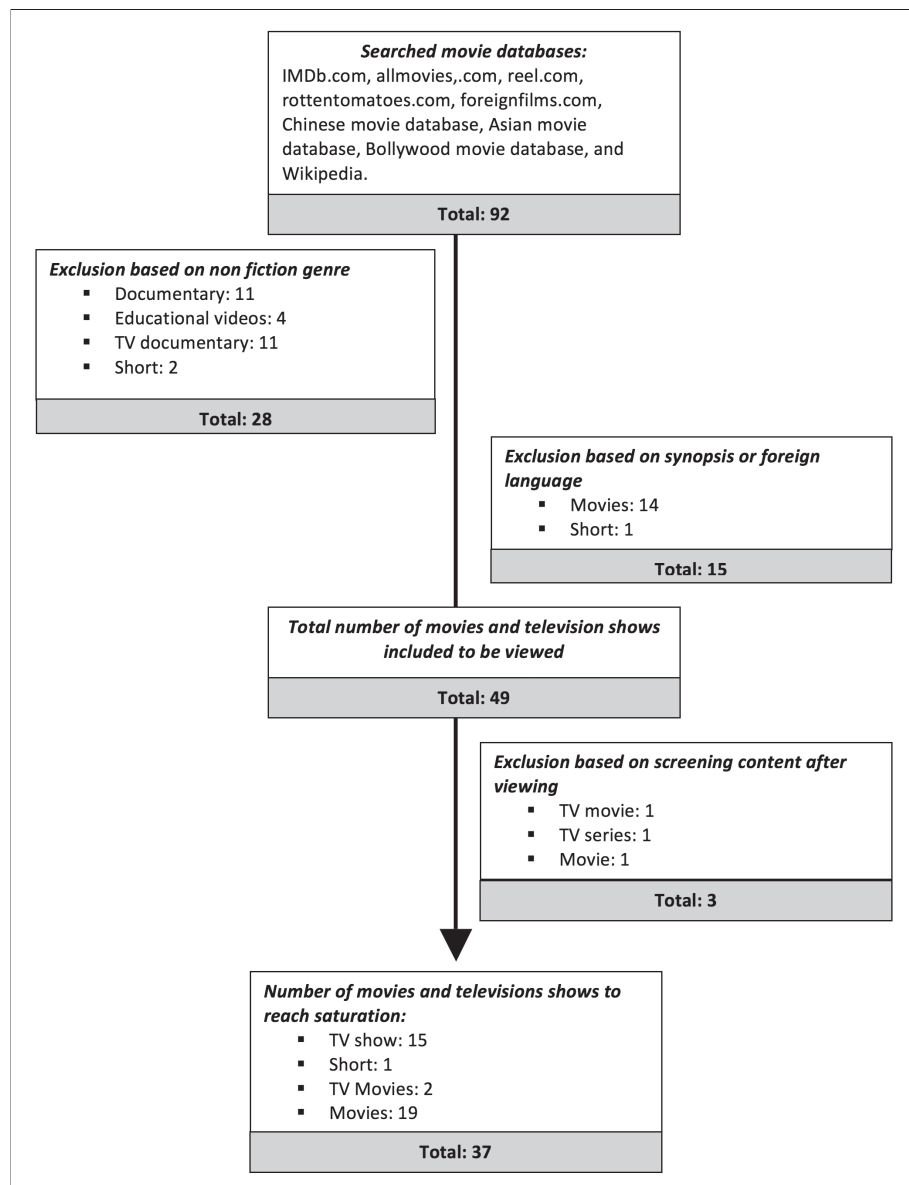 Searched movie databases:
IMDb.com, allmovies,.com, reel.com,
rottentomatoes.com, foreignfilms.com,
Chinese movie database, Asian movie
database, Bollywood movie database, and
Wikipedia.
Total: 92
Exclusion based on non fiction genre
▪ Documentary: 11
▪ Educational videos: 4
▪ TV documentary: 11
▪ Short: 2
Total: 28
Exclusion based on synopsis or foreign
language
▪ Movies: 14
▪ Short: 1
Total: 15
Total number of movies and television shows
included to be viewed
Total: 49
Exclusion based on screening content after
viewing
▪ TV movie: 1
▪ TV series: 1
▪ Movie: 1
Total: 3
Number of movies and televisions shows to
reach saturation:
▪ TV show: 15
▪ Short: 1
▪ TV Movies: 2
▪ Movies: 19
Total: 37